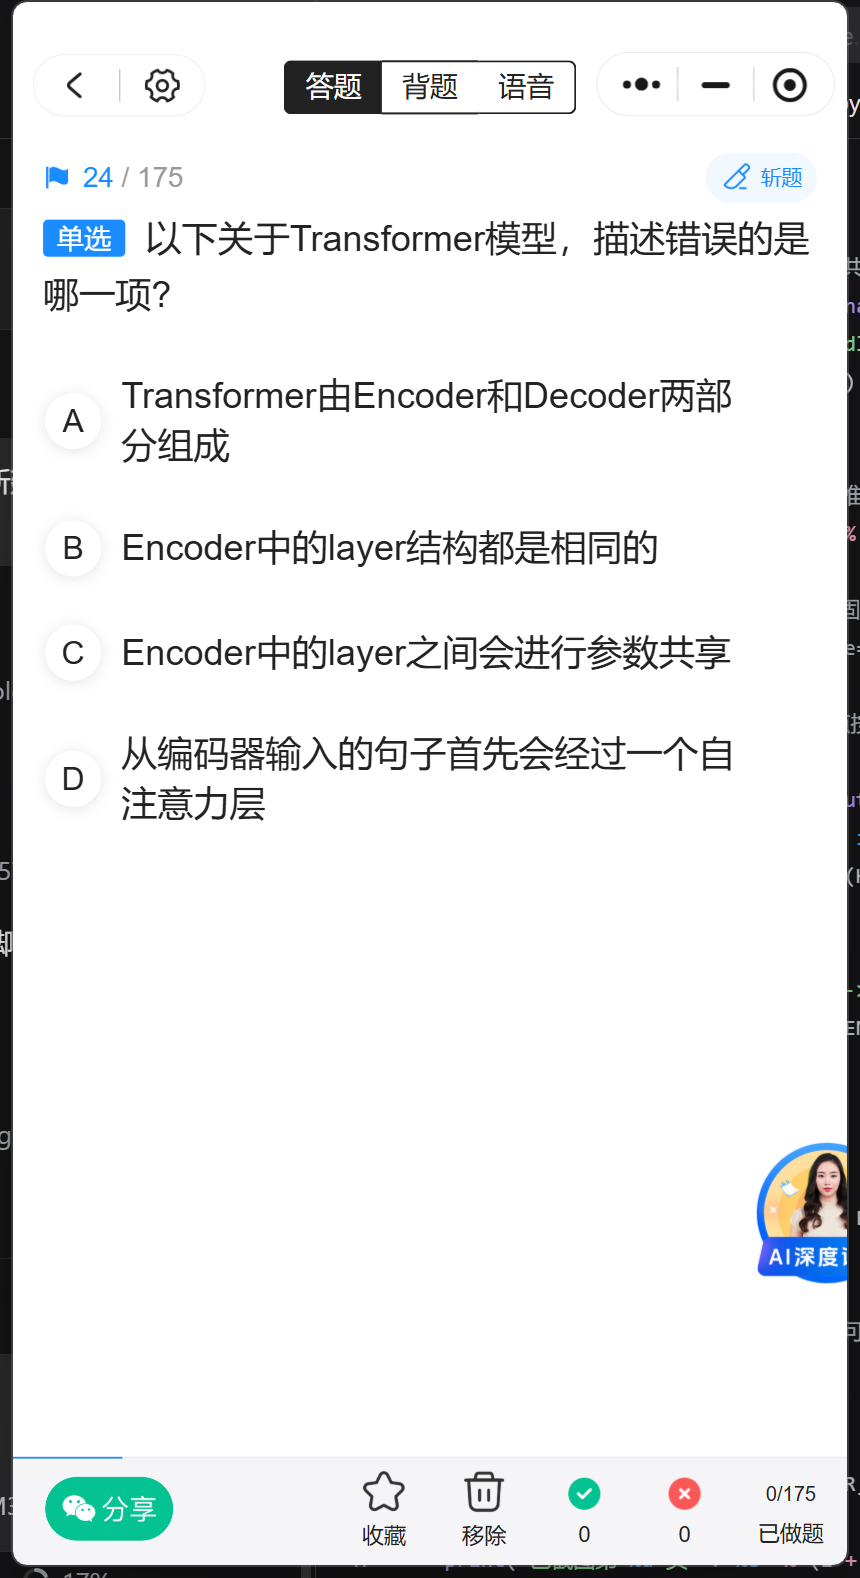 答题 背题 语音
24 / 175
斩题
单选 以下关于Transformer模型，描述错误的是
哪一项?
A Transformer由Encoder和Decoder两部
分组成
B Encoder中的layer结构都是相同的
C Encoder中的layer之间会进行参数共享
D 从编码器输入的句子首先会经过一个自
注意力层
AI深度
分享
收藏
移除
0
0
0/175
已做题
17%